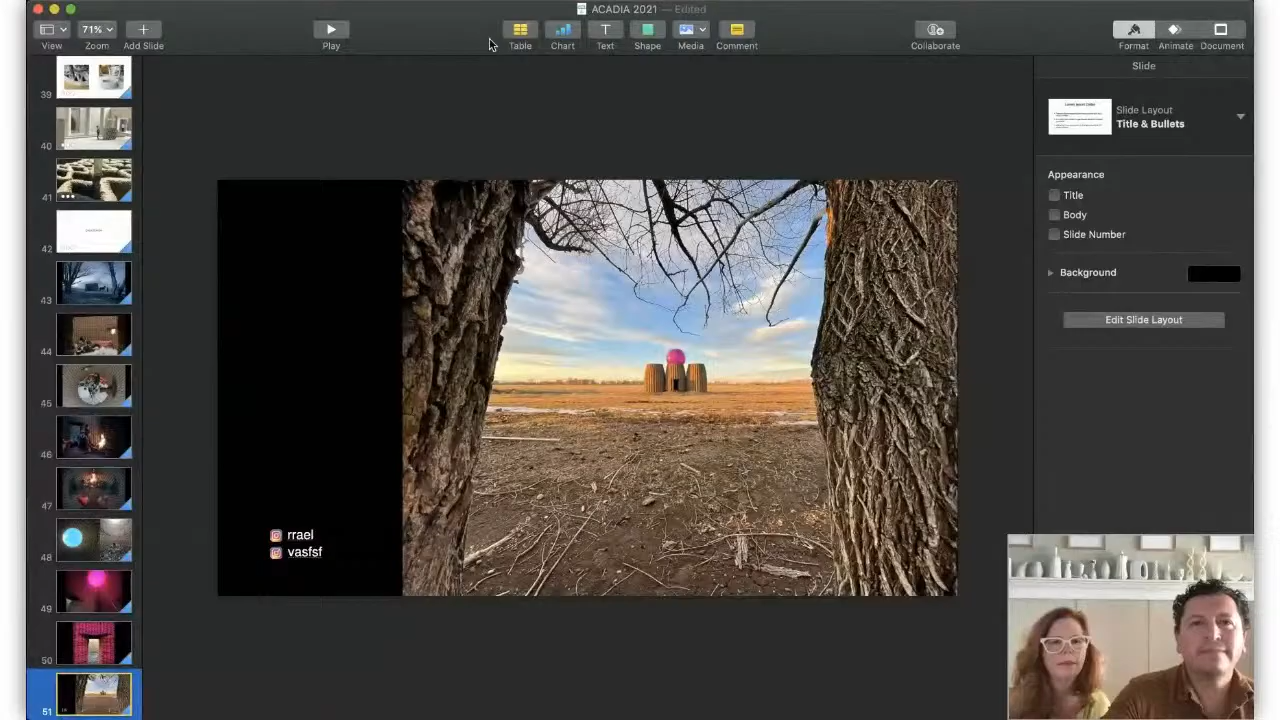 ACADIA 2021 — Edited
71%
View
Zoom
Add Slide
Play
Table
Chart
Text
Shape
Media
Comment
Collaborate
Format
Animate
Document
Slide
Slide Layout
Title & Bullets
Appearance
Title
Body
Slide Number
Background
Edit Slide Layout
39
40
41
42
43
44
45
46
47
48
49
50
51
rrael
vasfsf